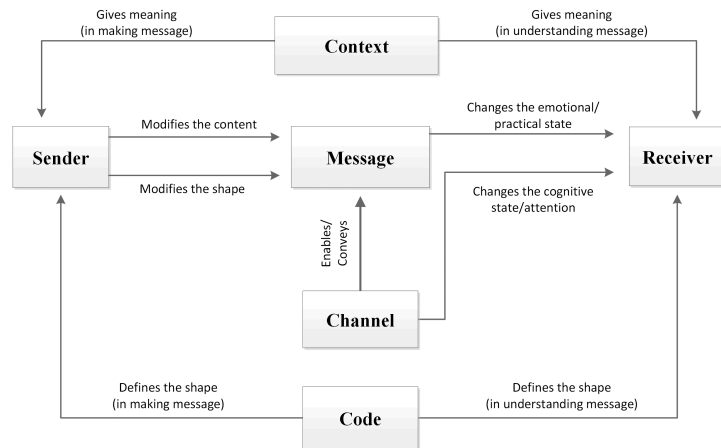 Gives meaning
(in making message)
Context
Gives meaning
(in understanding message)
Sender
Modifies the content
Modifies the shape
Message
Changes the emotional/
practical state
Changes the cognitive
state/attention
Receiver
Enables/
Conveys
Channel
Defines the shape
(in making message)
Code
Defines the shape
(in understanding message)